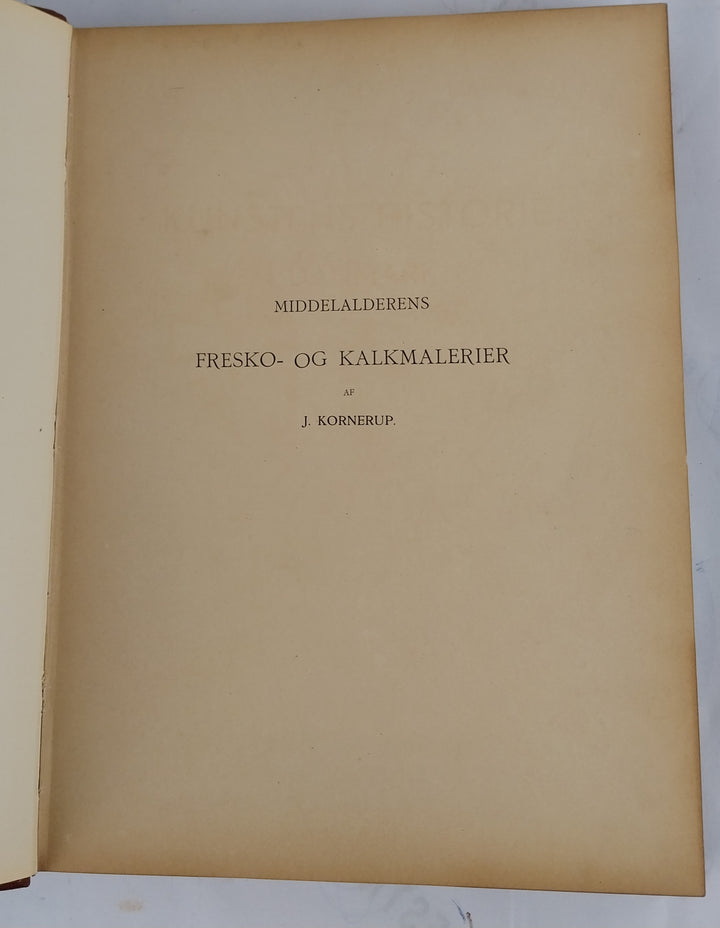 MIDDELALDERENS
FRESKO- OG KALKMALERIER
AF
J. KORNERUP.